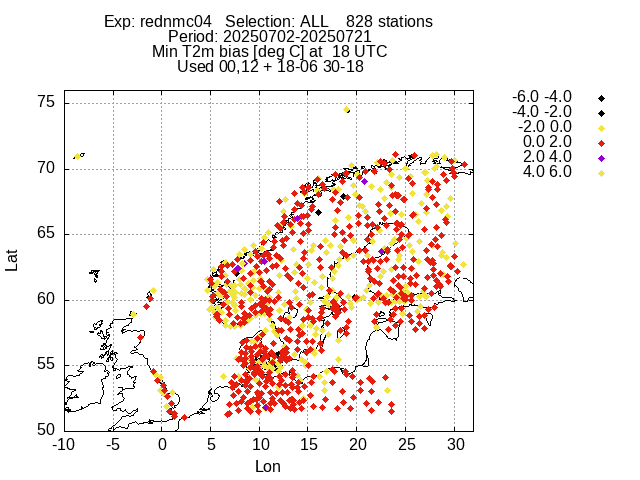 Exp: rednmc04   Selection: ALL    828 stations
Period: 20250702-20250721
Min T2m bias [deg C] at  18 UTC
Used 00,12 + 18-06 30-18
-6.0 -4.0
-4.0 -2.0
-2.0 0.0
0.0 2.0
2.0 4.0
4.0 6.0
75
70
65
60
55
50
Lat
-10 -5 0 5 10 15 20 25 30
Lon